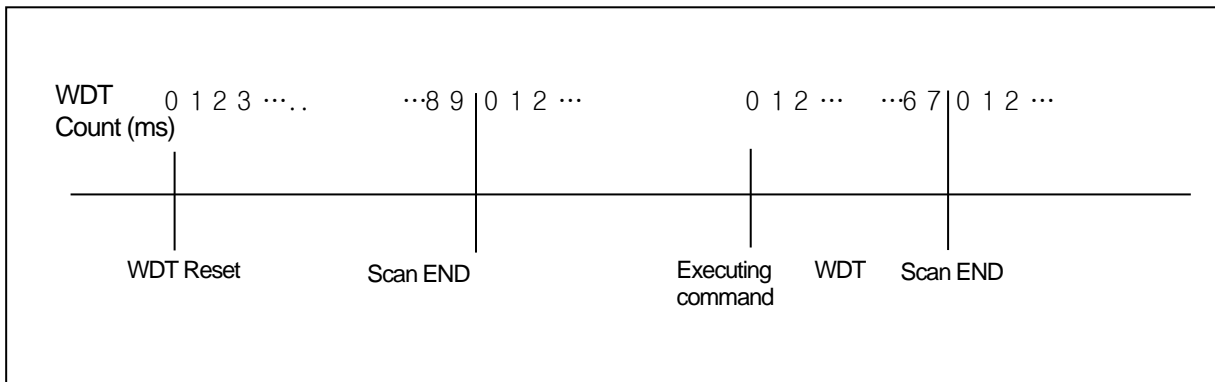 WDT Count (ms)
0 1 2 3 ⋯..
⋯8 9 0 1 2 ⋯
0 1 2 ⋯
⋯6 7 0 1 2 ⋯
WDT Reset
Scan END
Executing command
WDT
Scan END